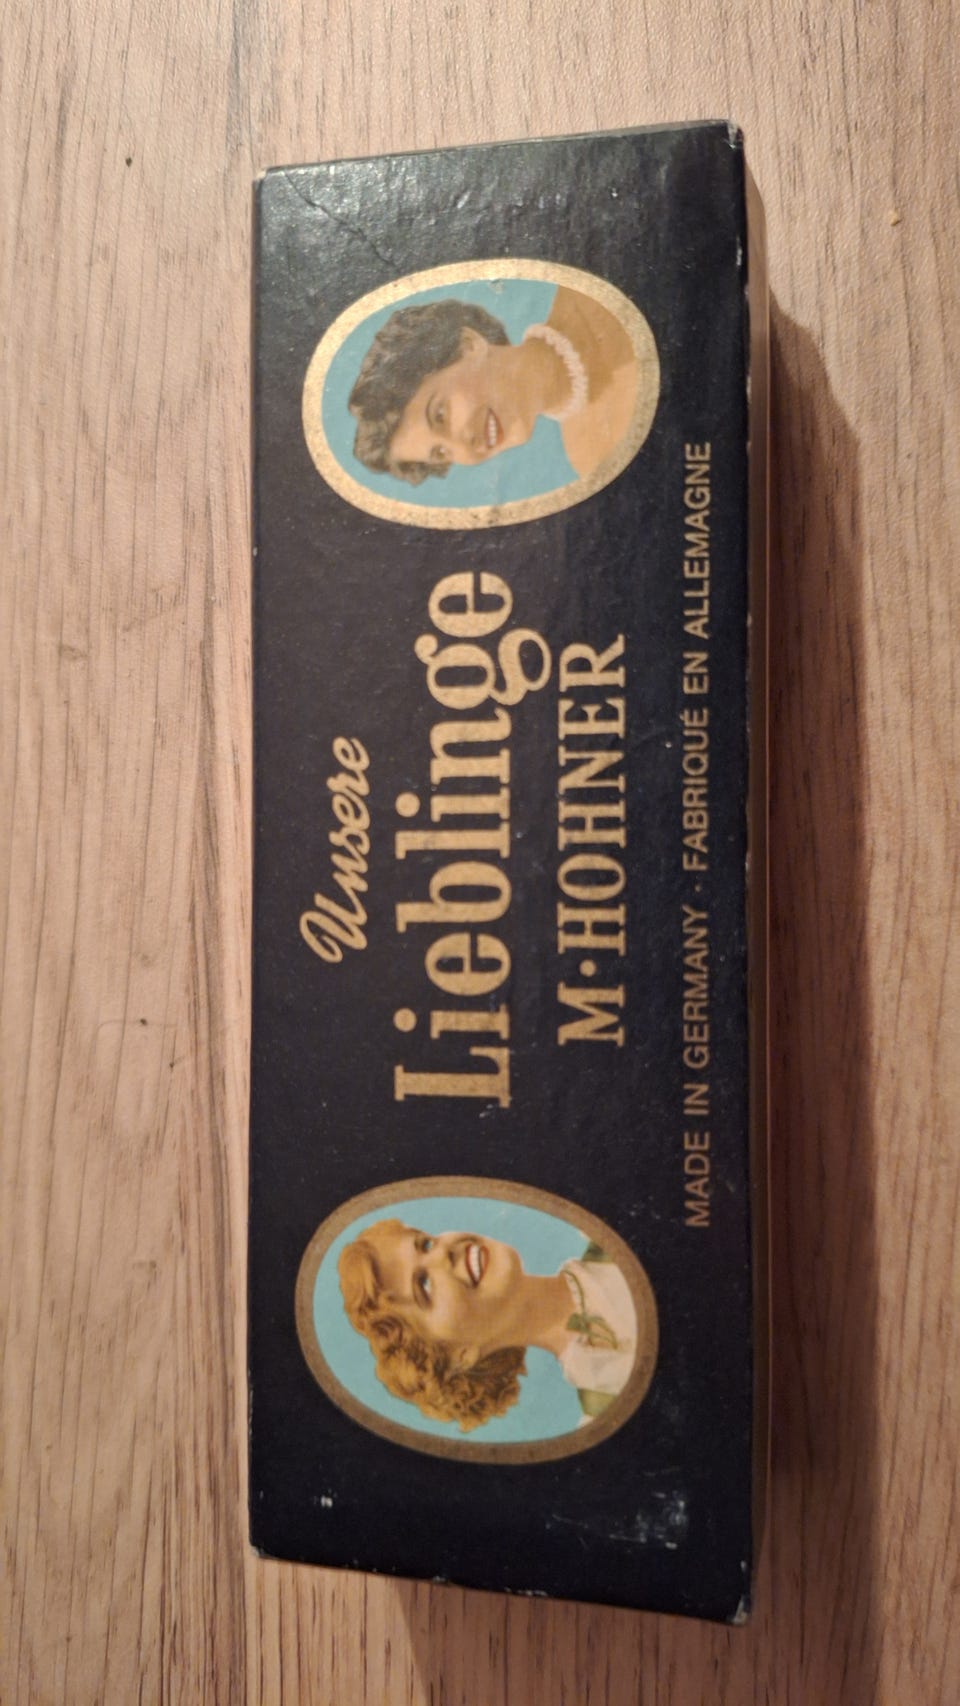 Unsere
Lieblinge
M·HOHNER
MADE IN GERMANY · FABRIQUÉ EN ALLEMAGNE